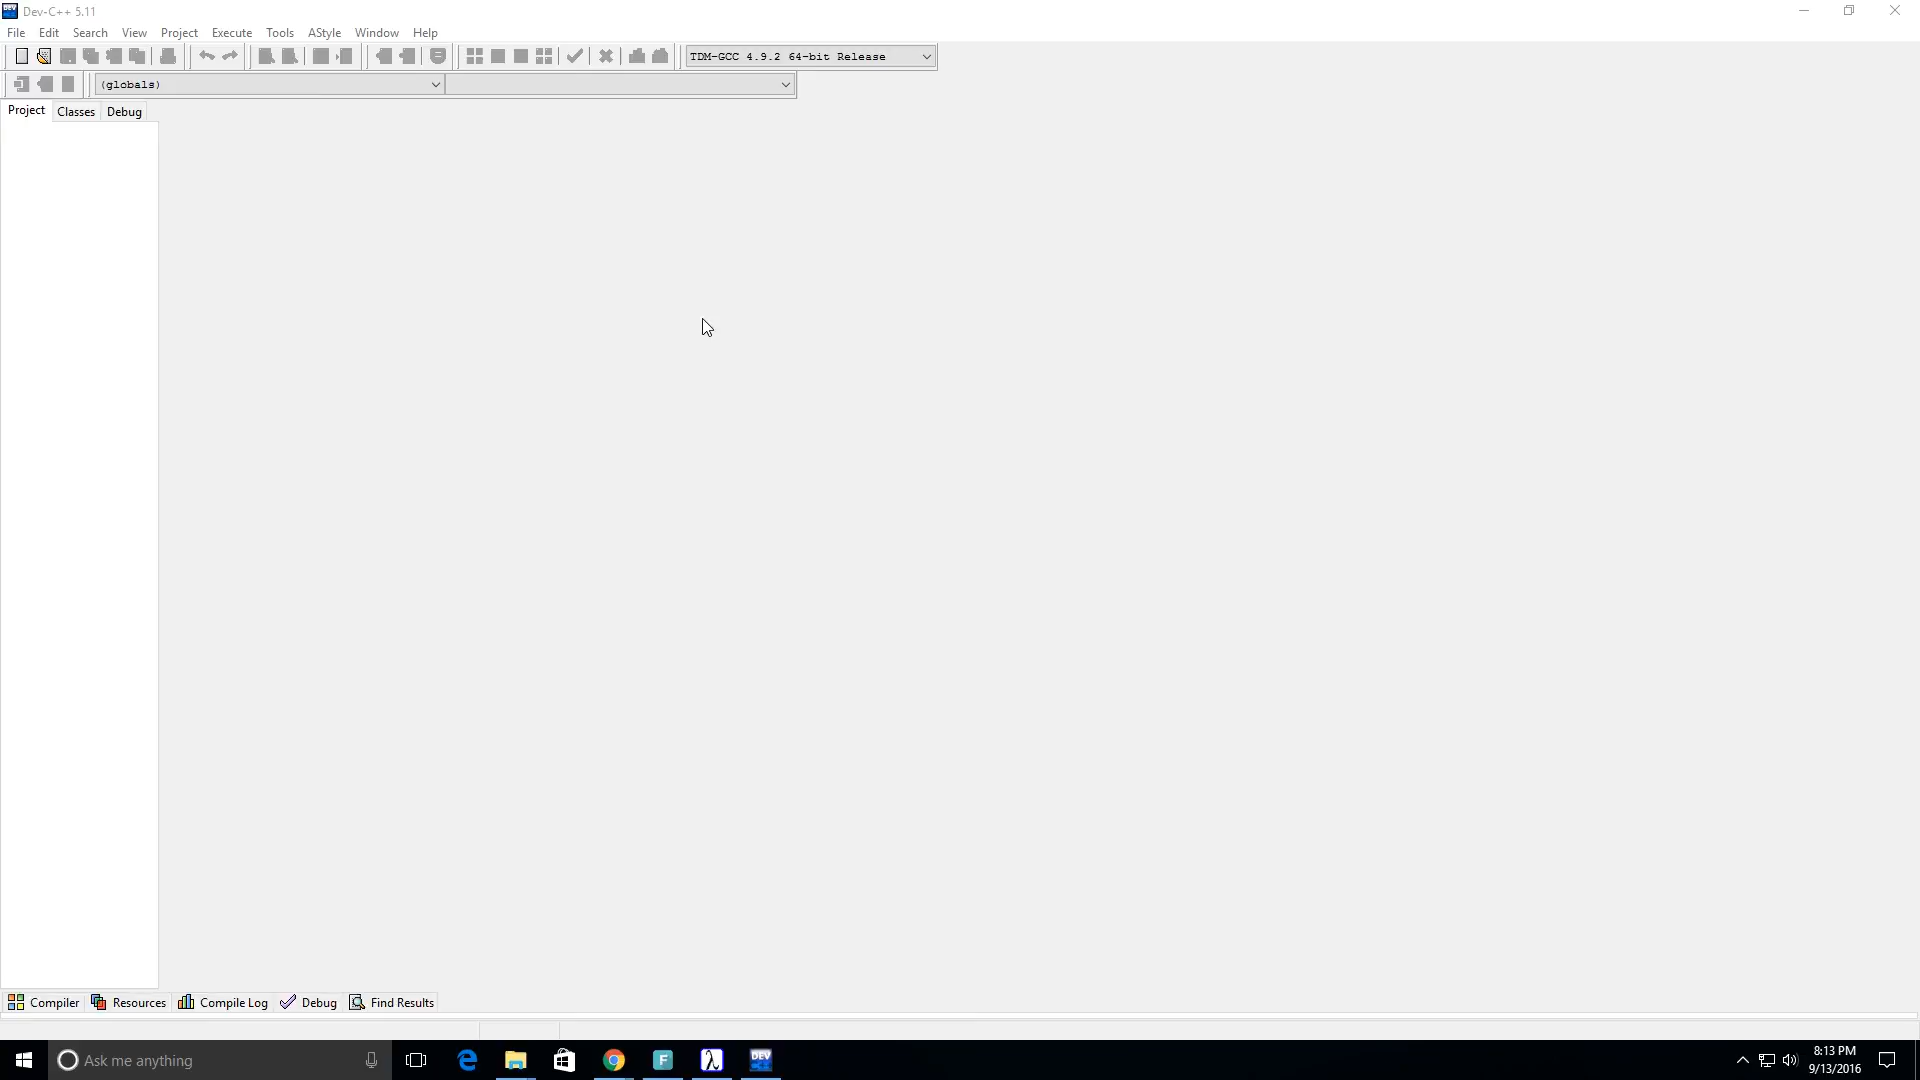 Dev-C++ 5.11
File Edit Search View Project Execute Tools AStyle Window Help
TDM-GCC 4.9.2 64-bit Release
(globals)
Project Classes Debug
Compiler Resources Compile Log Debug Find Results
Ask me anything
F
λ
DEV
8:13 PM
9/13/2016